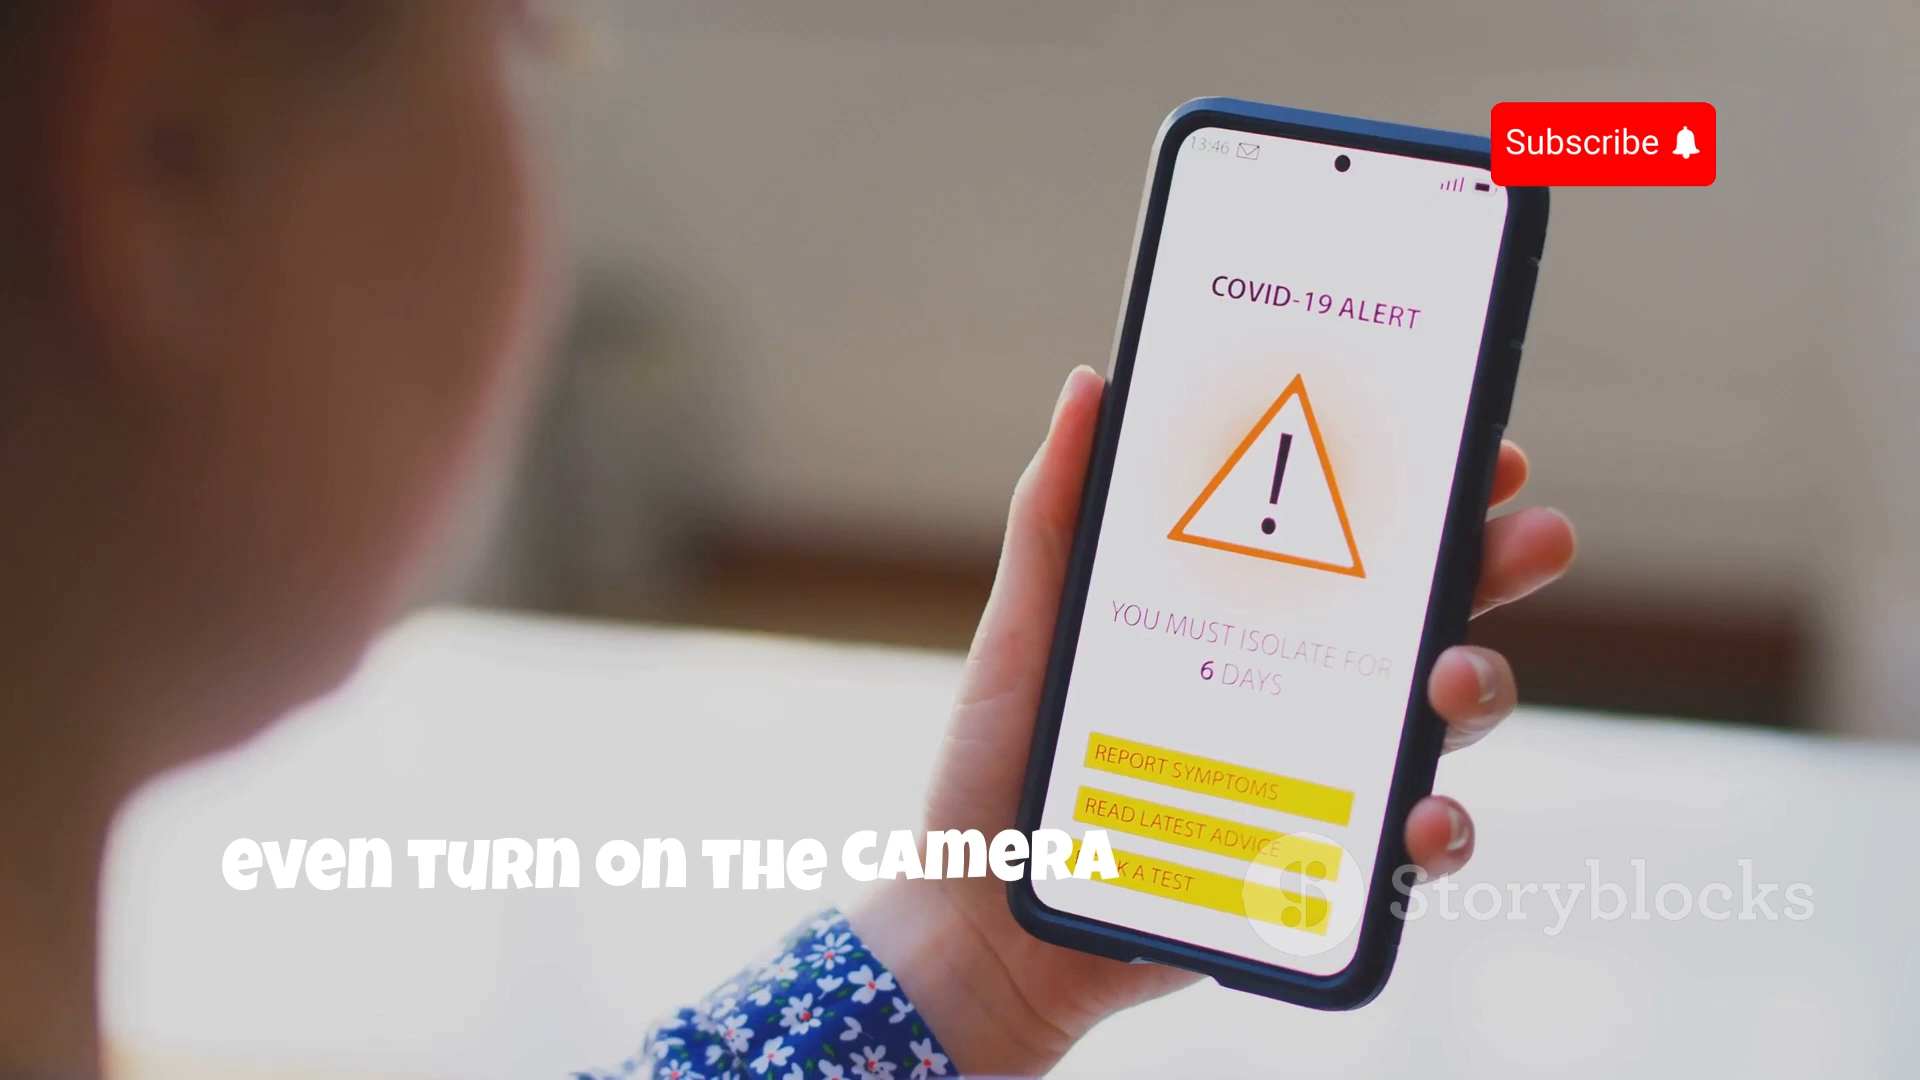 Subscribe
13:46
COVID-19 ALERT
!
YOU MUST ISOLATE FOR
6 DAYS
REPORT SYMPTOMS
READ LATEST ADVICE
A TEST
even turn on the camera
Storyblocks